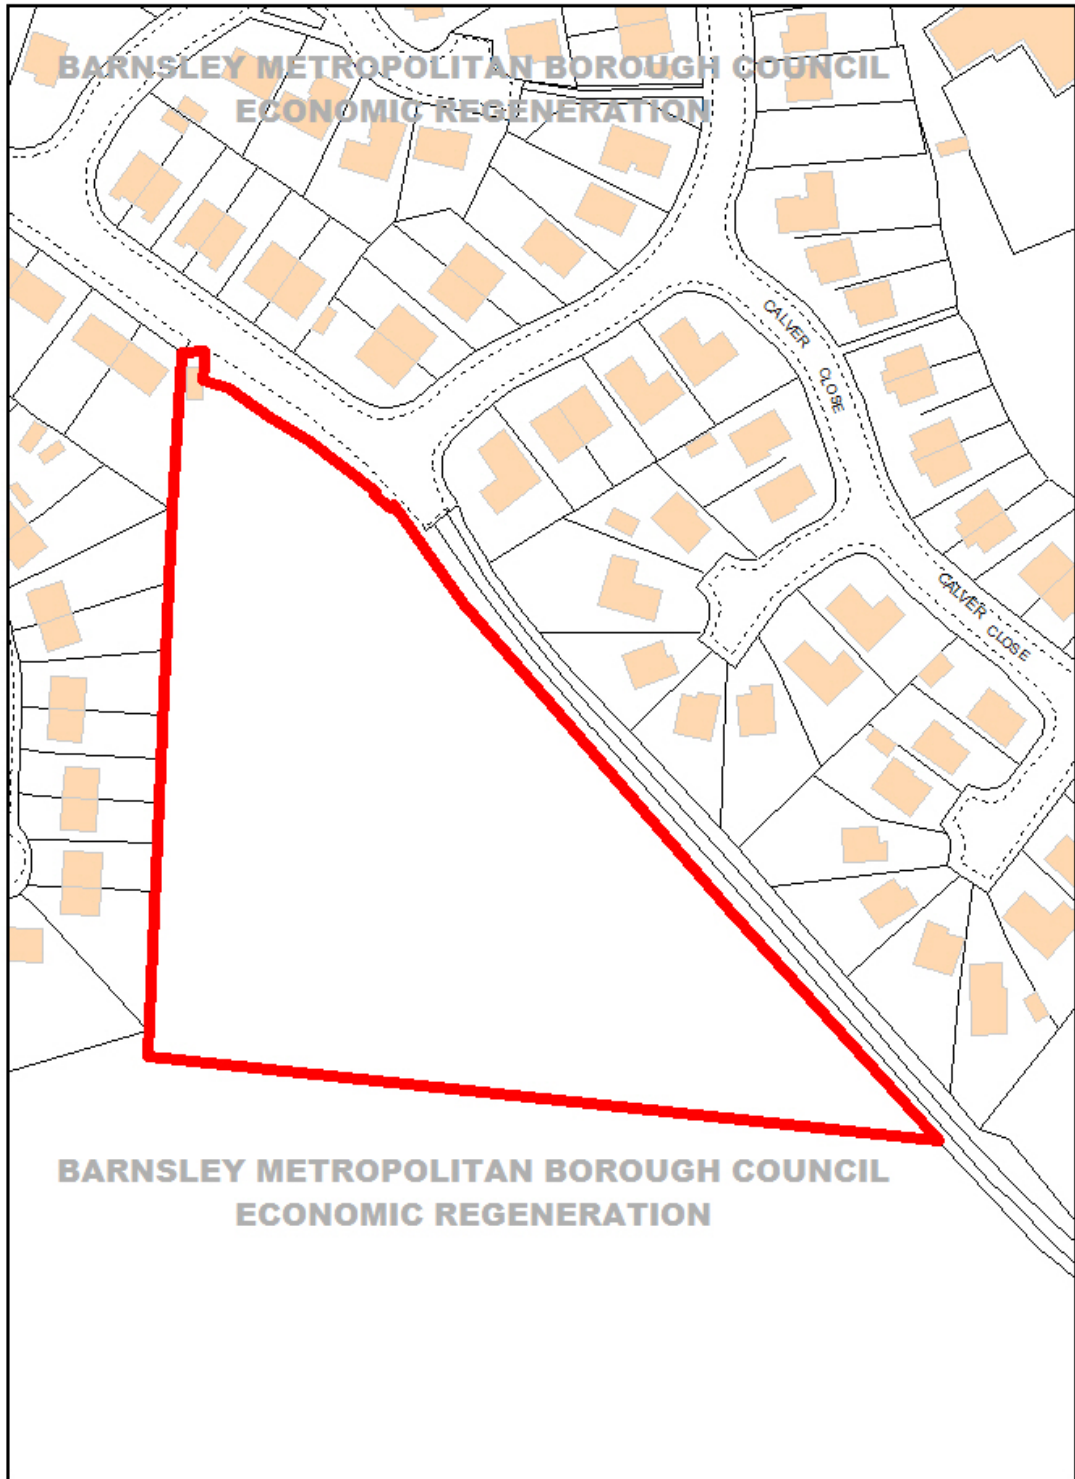 BARNSLEY METROPOLITAN BOROUGH COUNCIL
ECONOMIC REGENERATION
CALVER
CLOSE
CALVER CLOSE
BARNSLEY METROPOLITAN BOROUGH COUNCIL
ECONOMIC REGENERATION